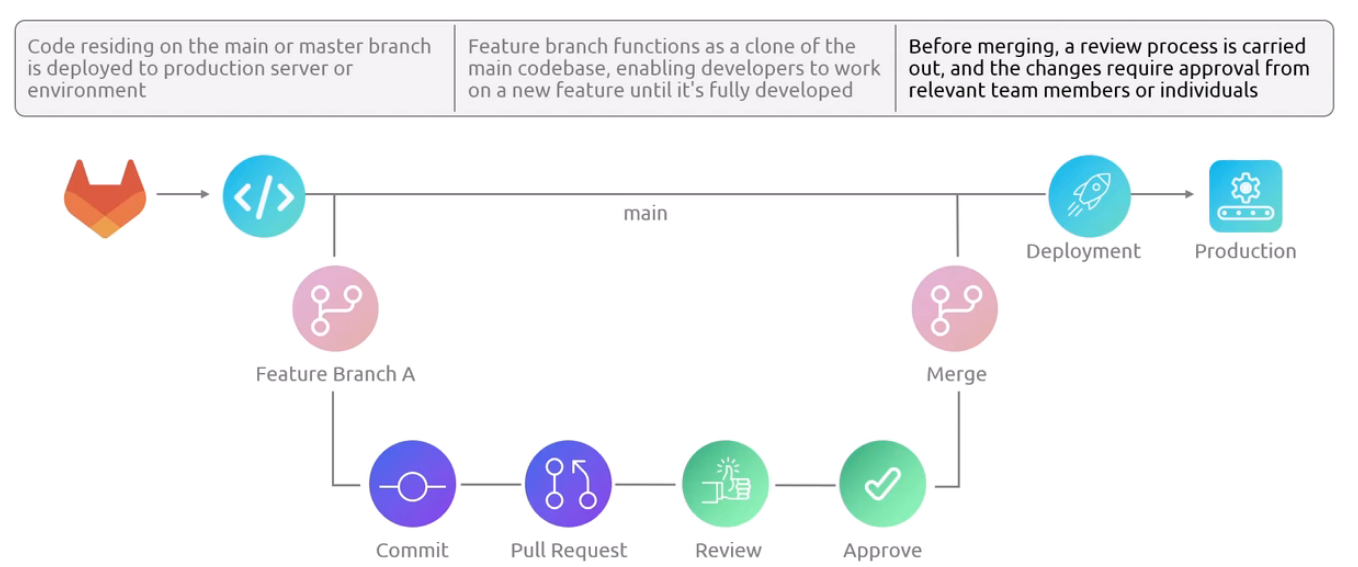 Code residing on the main or master branch
is deployed to production server or
environment
Feature branch functions as a clone of the
main codebase, enabling developers to work
on a new feature until it's fully developed
Before merging, a review process is carried
out, and the changes require approval from
relevant team members or individuals
main
Deployment
Production
Feature Branch A
Merge
Commit
Pull Request
Review
Approve